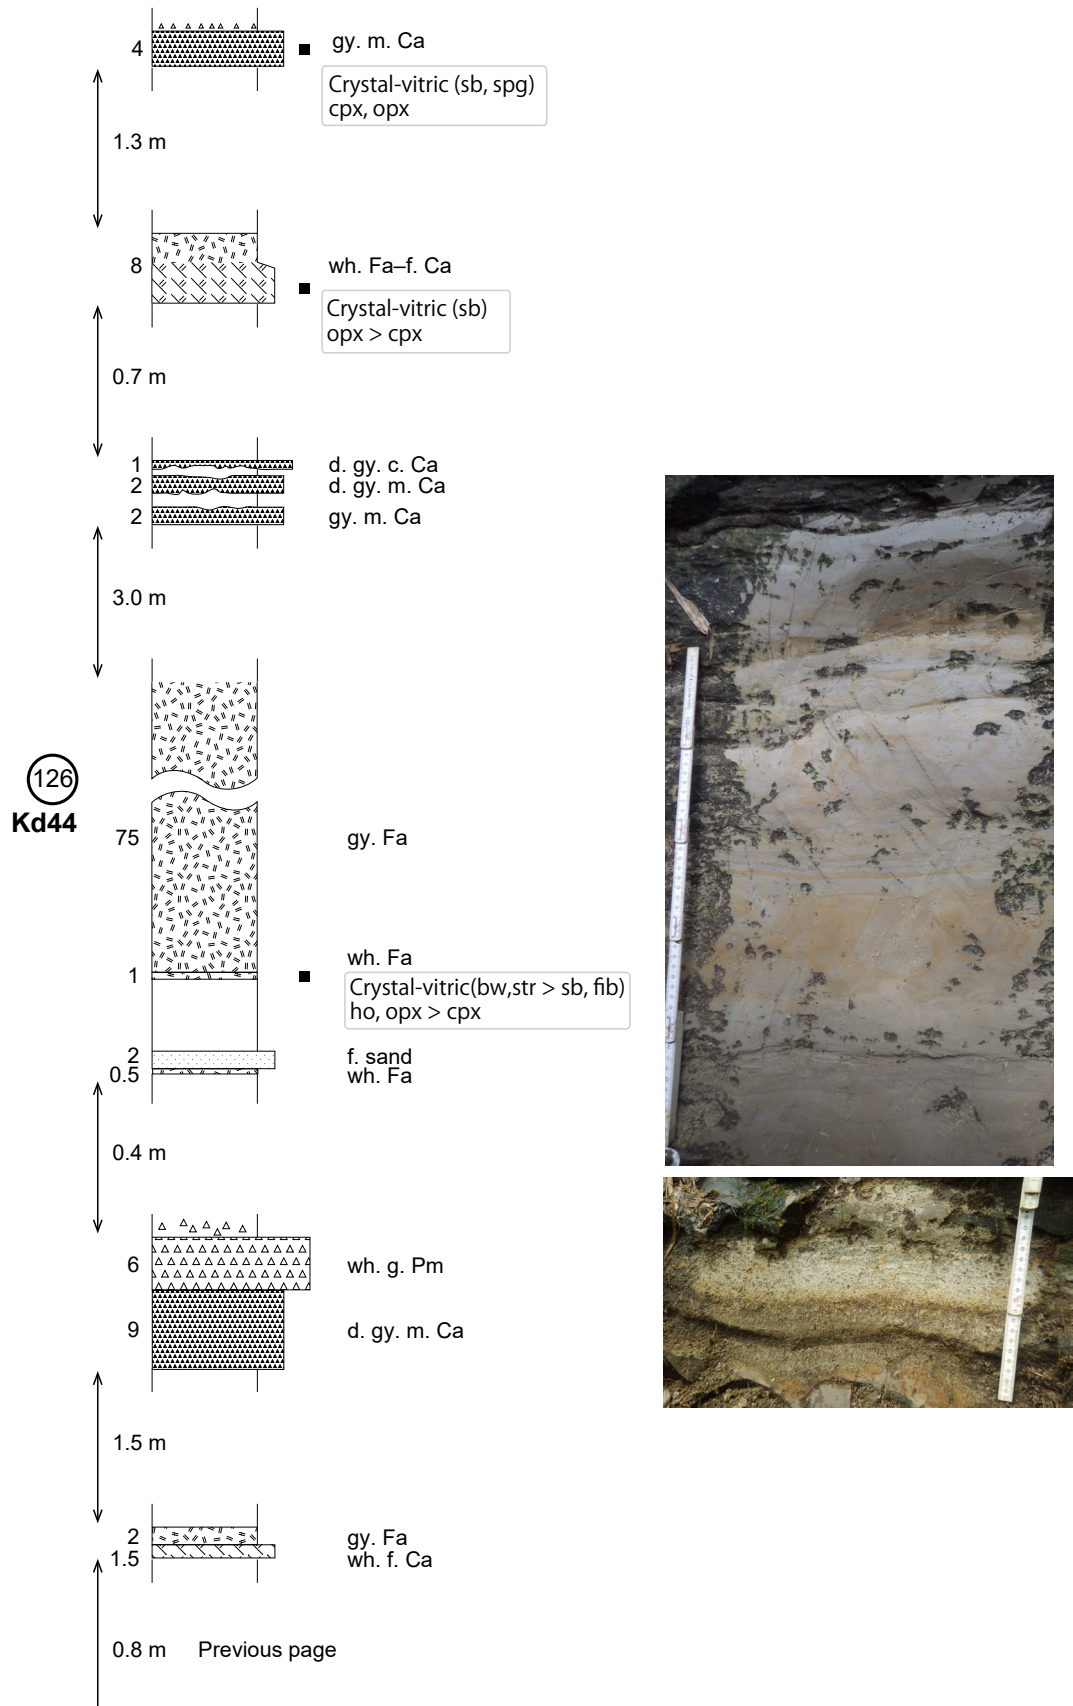 4
gy. m. Ca
Crystal-vitric (sb, spg)
cpx, opx
1.3 m
8
wh. Fa–f. Ca
Crystal-vitric (sb)
opx > cpx
0.7 m
1
d. gy. c. Ca
2
d. gy. m. Ca
2
gy. m. Ca
3.0 m
126
Kd44
75
gy. Fa
wh. Fa
1
Crystal-vitric(bw,str > sb, fib)
ho, opx > cpx
2
f. sand
0.5
wh. Fa
0.4 m
6
wh. g. Pm
9
d. gy. m. Ca
1.5 m
2
gy. Fa
1.5
wh. f. Ca
0.8 m
Previous page